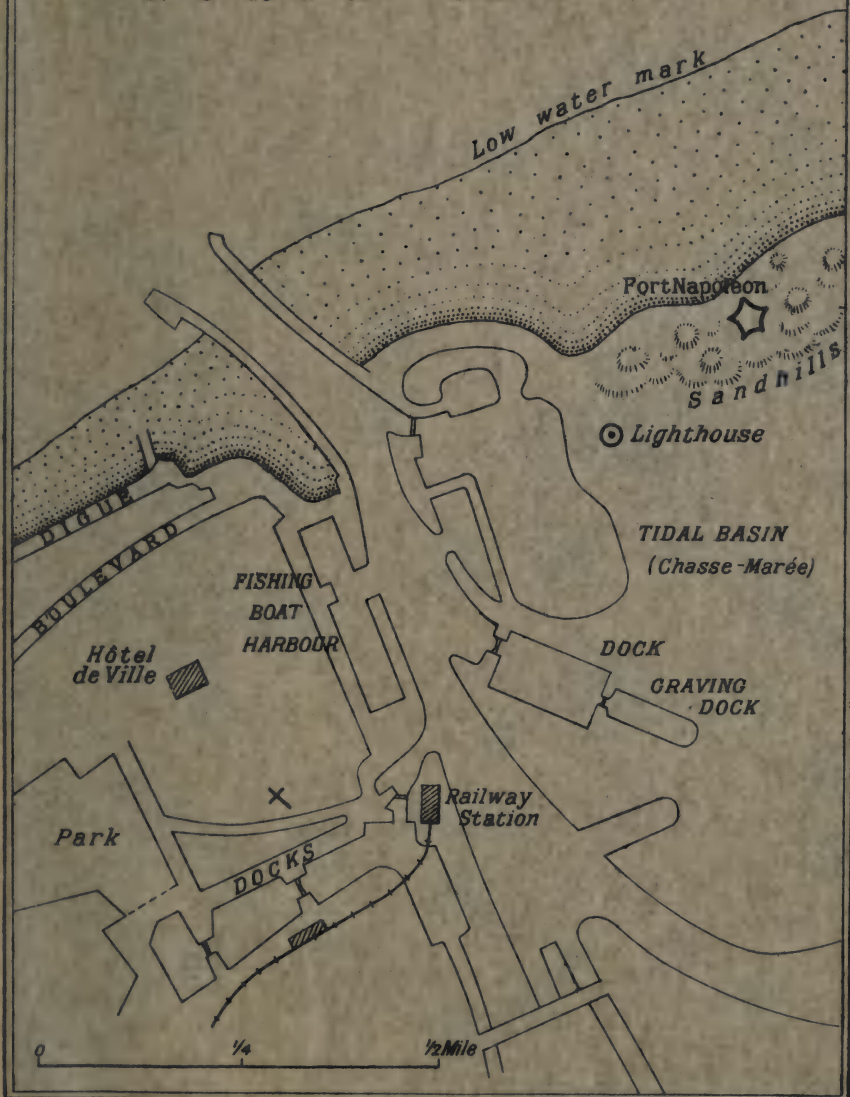 Low water mark
Fort Napoleon
Sandhills
Lighthouse
DIGUE
BOULEVARD
TIDAL BASIN
(Chasse-Marée)
FISHING
BOAT
HARBOUR
Hôtel
de Ville
DOCK
GRAVING
DOCK
Railway
Station
Park
DOCKS
0 1/4 1/2 Mile